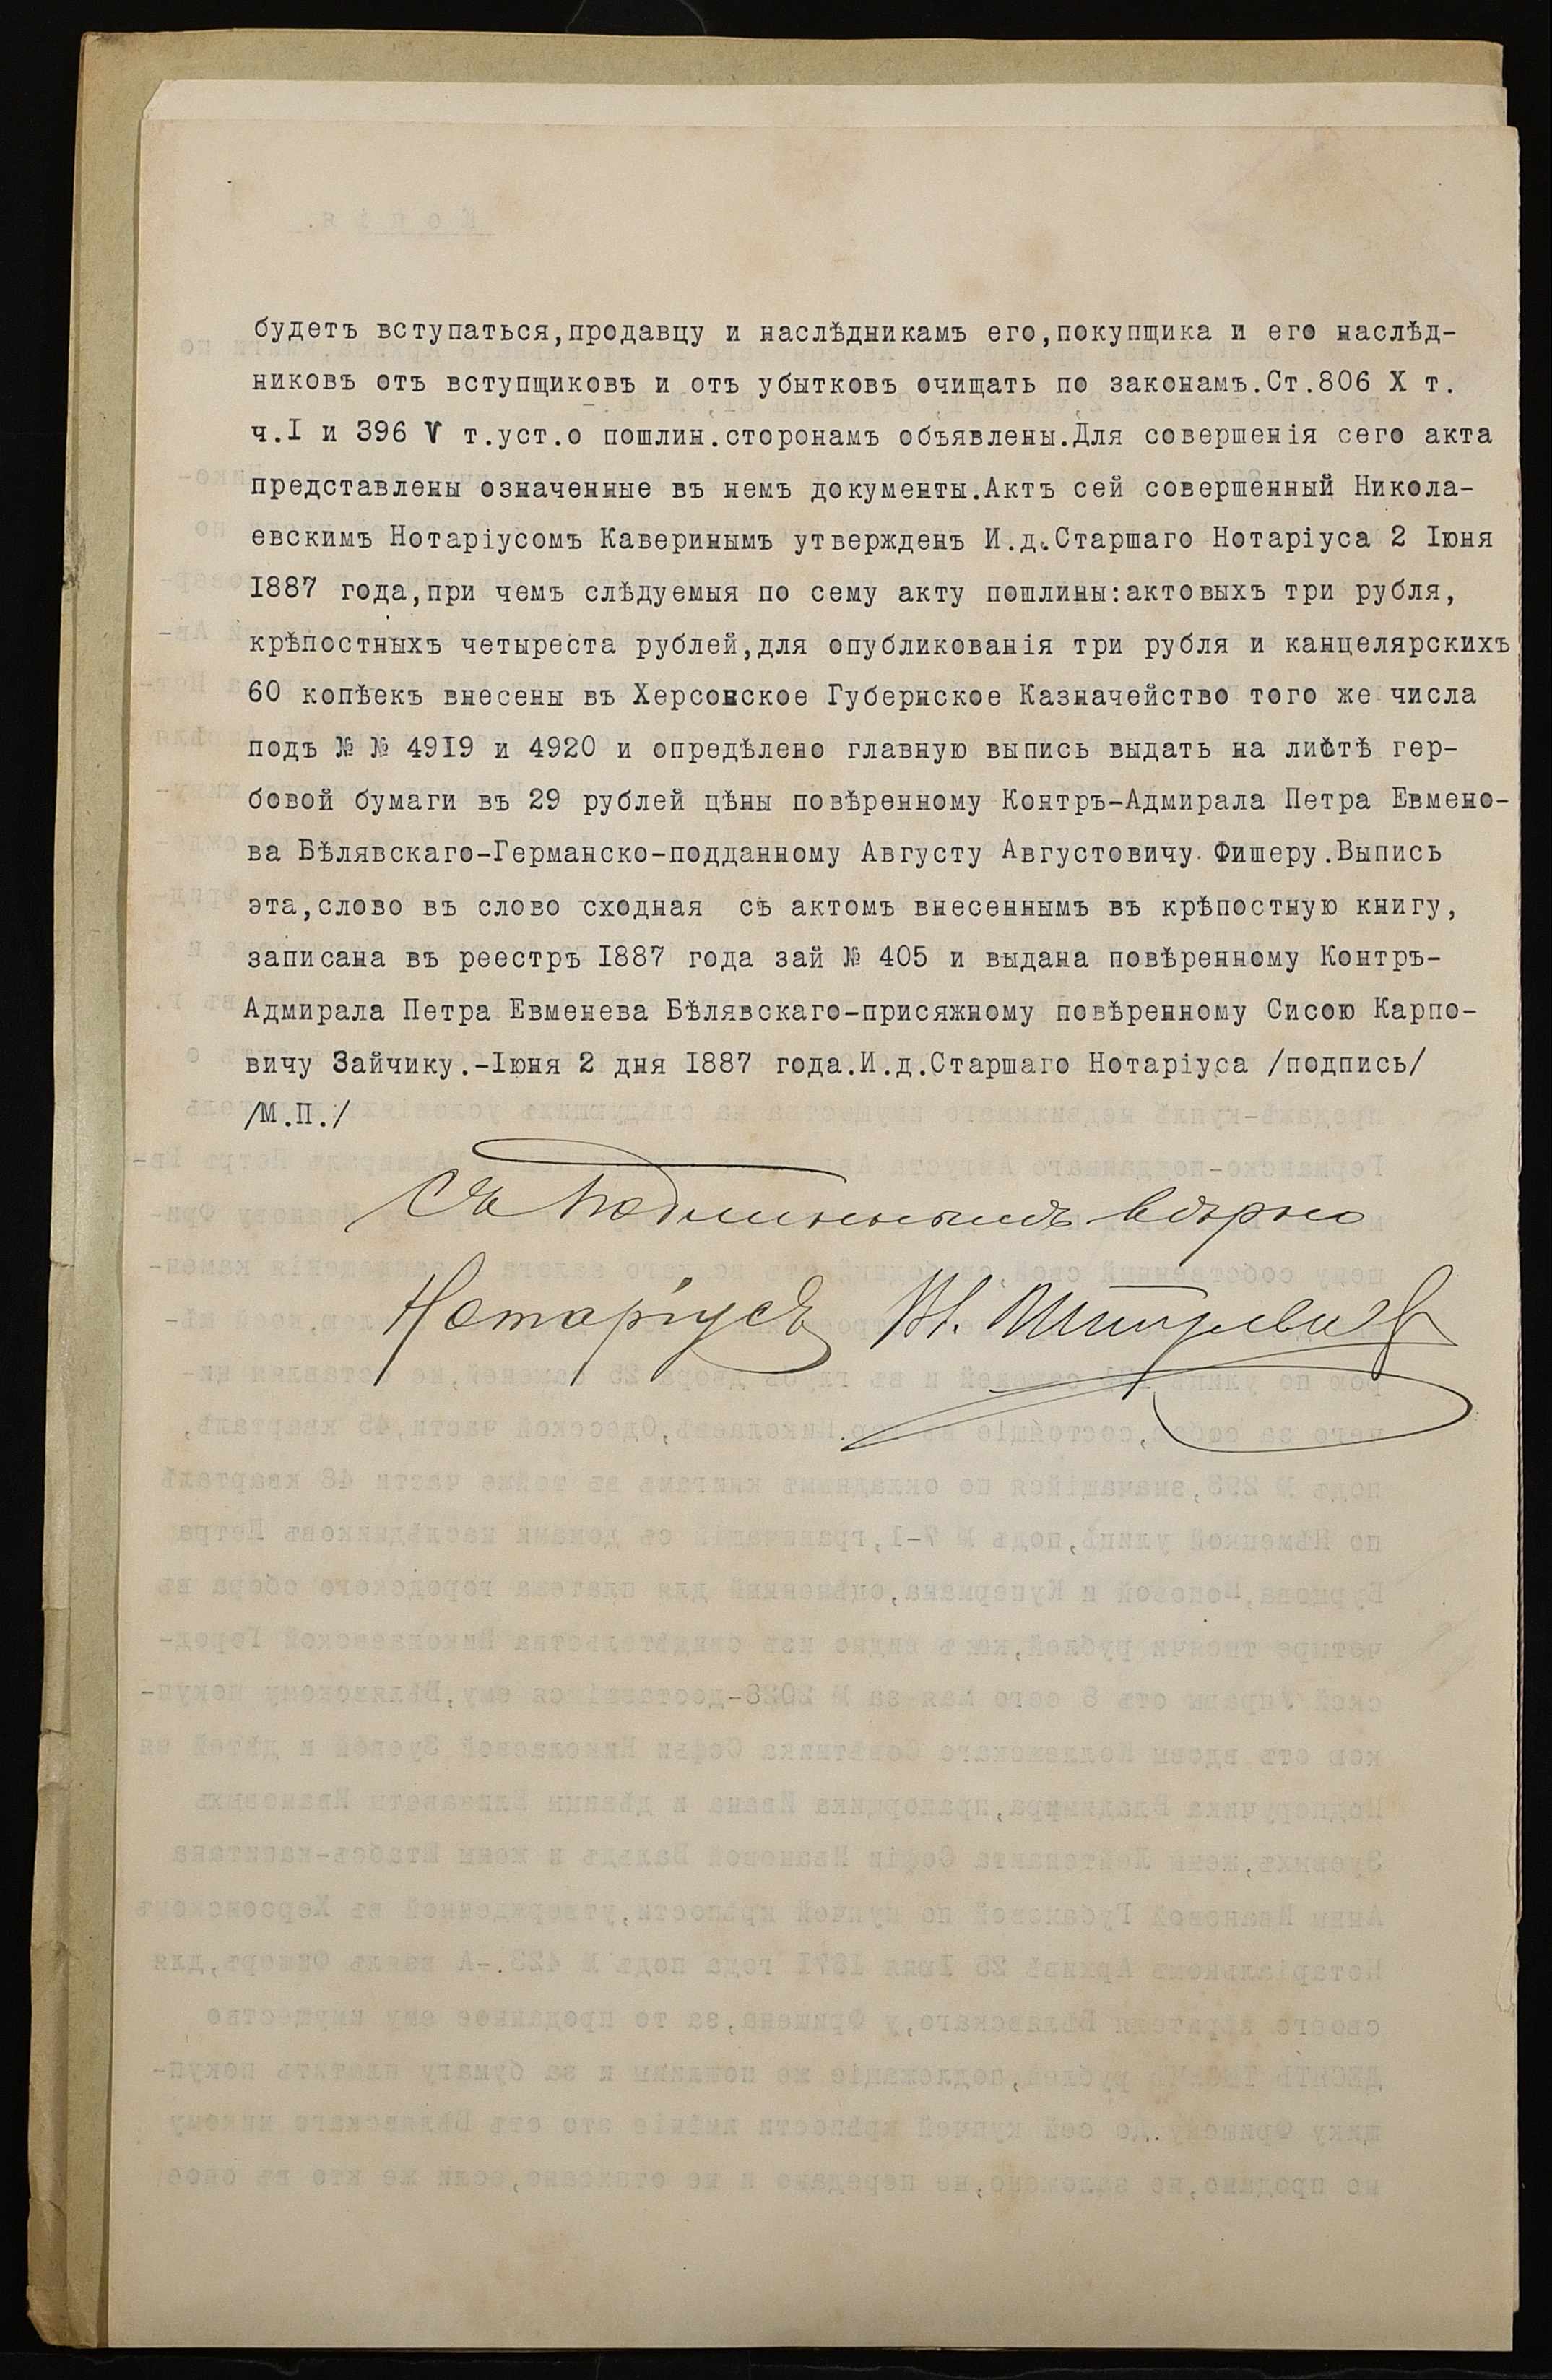 будетъ вступаться,продавцу и наслѣдникамъ его,покупщика и его наслѣд-
никовъ отъ вступщиковъ и отъ убытковъ очищать по законамъ.Ст.806 X т.
ч.I и 396 V т.уст.о пошлин.сторонамъ объявлены.Для совершенія сего акта
представлены означенные въ немъ документы.Актъ сей совершенный Никола-
евскимъ Нотаріусомъ Каверинымъ утвержденъ И.д.Старшаго Нотаріуса 2 Іюня
I887 года,при чемъ слѣдуемыя по сему акту пошлины:актовыхъ три рубля,
крѣпостныхъ четыреста рублей,для опубликованія три рубля и канцелярскихъ
60 копѣекъ внесены въ Херсонское Губернское Казначейство того же числа
подъ № № 49I9 и 4920 и опредѣлено главную выпись выдать на листѣ гер-
бовой бумаги въ 29 рублей цѣны повѣренному Контръ-Адмирала Петра Евмено-
ва Бѣлявскаго-Германско-подданному Августу Августовичу Фишеру.Выпись
эта,слово въ слово сходная съ актомъ внесеннымъ въ крѣпостную книгу,
записана въ реестръ I887 года зай № 405 и выдана повѣренному Контръ-
Адмирала Петра Евменева Бѣлявскаго-присяжному повѣренному Сисою Карпо-
вичу Зайчику.-Іюня 2 дня I887 года.И.д.Старшаго Нотаріуса /подпись/
/М.П./
Съ подлиннымъ вѣрно
Нотаріусъ